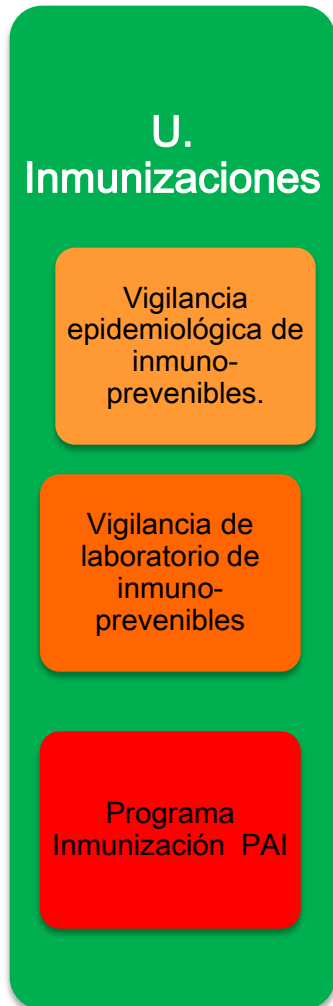 U.
Inmunizaciones
Vigilancia
epidemiológica de
inmuno-
prevenibles.
Vigilancia de
laboratorio de
inmuno-
prevenibles
Programa
Inmunización PAI